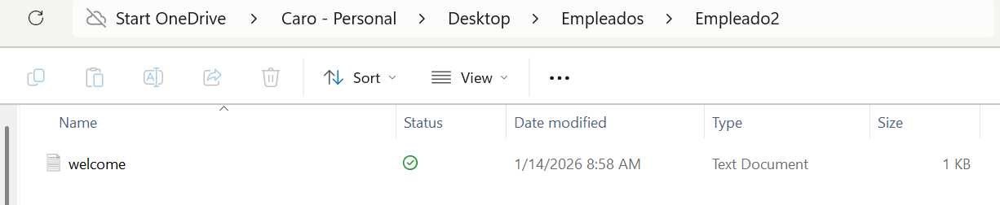 Start OneDrive > Caro - Personal > Desktop > Empleados > Empleado2
Sort View
Name Status Date modified Type Size
welcome 1/14/2026 8:58 AM Text Document 1 KB